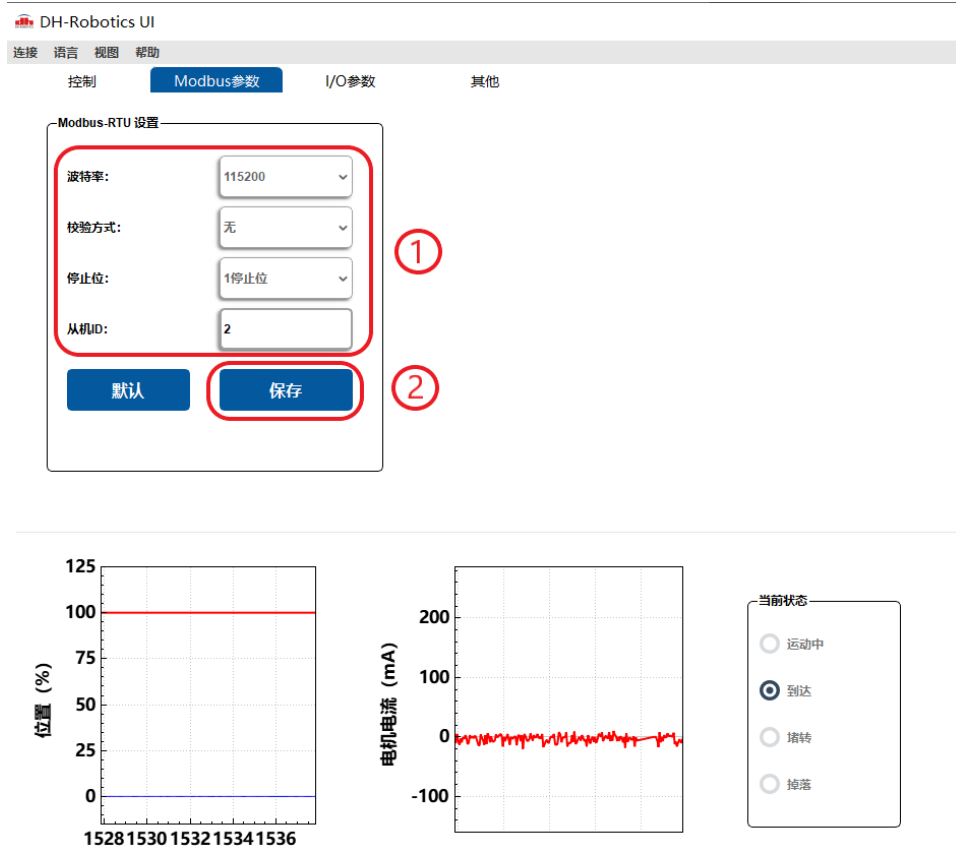 DH-Robotics UI
连接 语言 视图 帮助
控制 Modbus参数 I/O参数 其他
Modbus-RTU 设置
波特率： 115200
校验方式： 无
停止位： 1停止位
从机ID： 2
①
默认 保存
②
125
100
75
50
25
0
位置（%）
1528 1530 1532 1534 1536
200
100
0
-100
电机电流（mA）
当前状态
运动中
到达
堵转
掉落